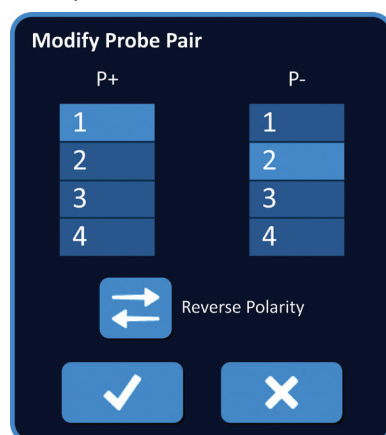 Modify Probe Pair
P+ P-
1 1
2 2
3 3
4 4
Reverse Polarity